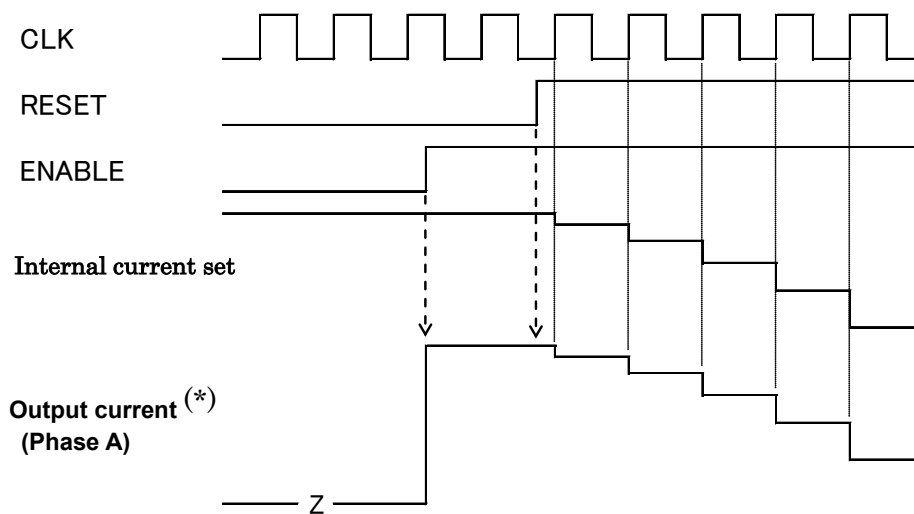 CLK
RESET
ENABLE
Internal current set
Output current (*)
(Phase A)
Z